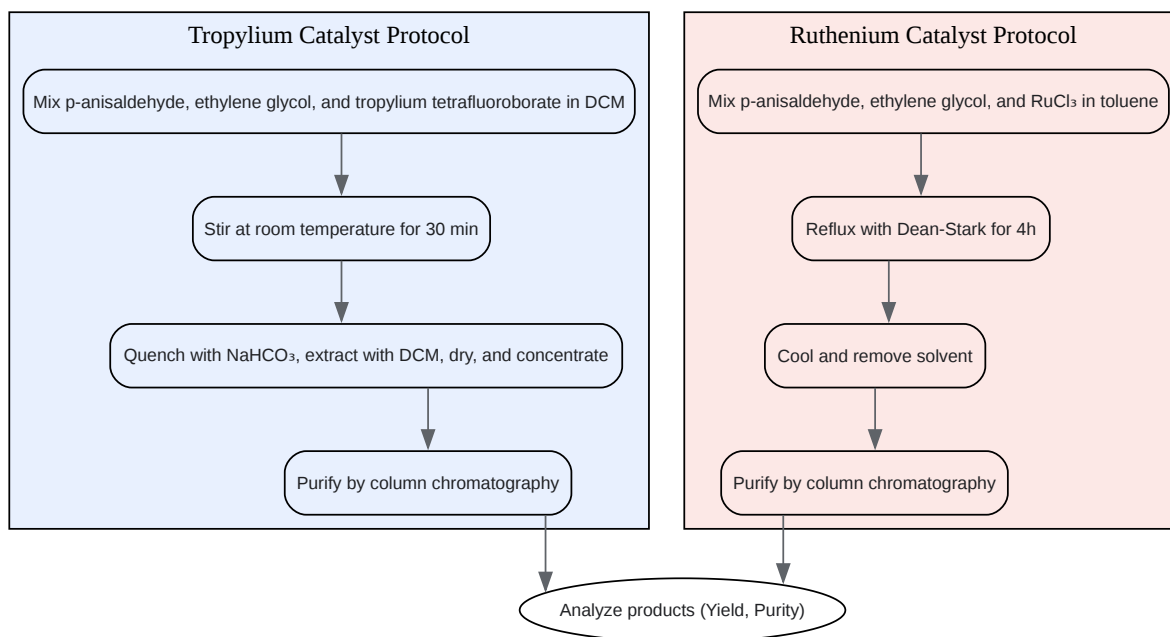 Tropylium Catalyst Protocol
Mix p-anisaldehyde, ethylene glycol, and tropylium tetrafluoroborate in DCM
Stir at room temperature for 30 min
Quench with NaHCO₃, extract with DCM, dry, and concentrate
Purify by column chromatography
Ruthenium Catalyst Protocol
Mix p-anisaldehyde, ethylene glycol, and RuCl₃ in toluene
Reflux with Dean-Stark for 4h
Cool and remove solvent
Purify by column chromatography
Analyze products (Yield, Purity)